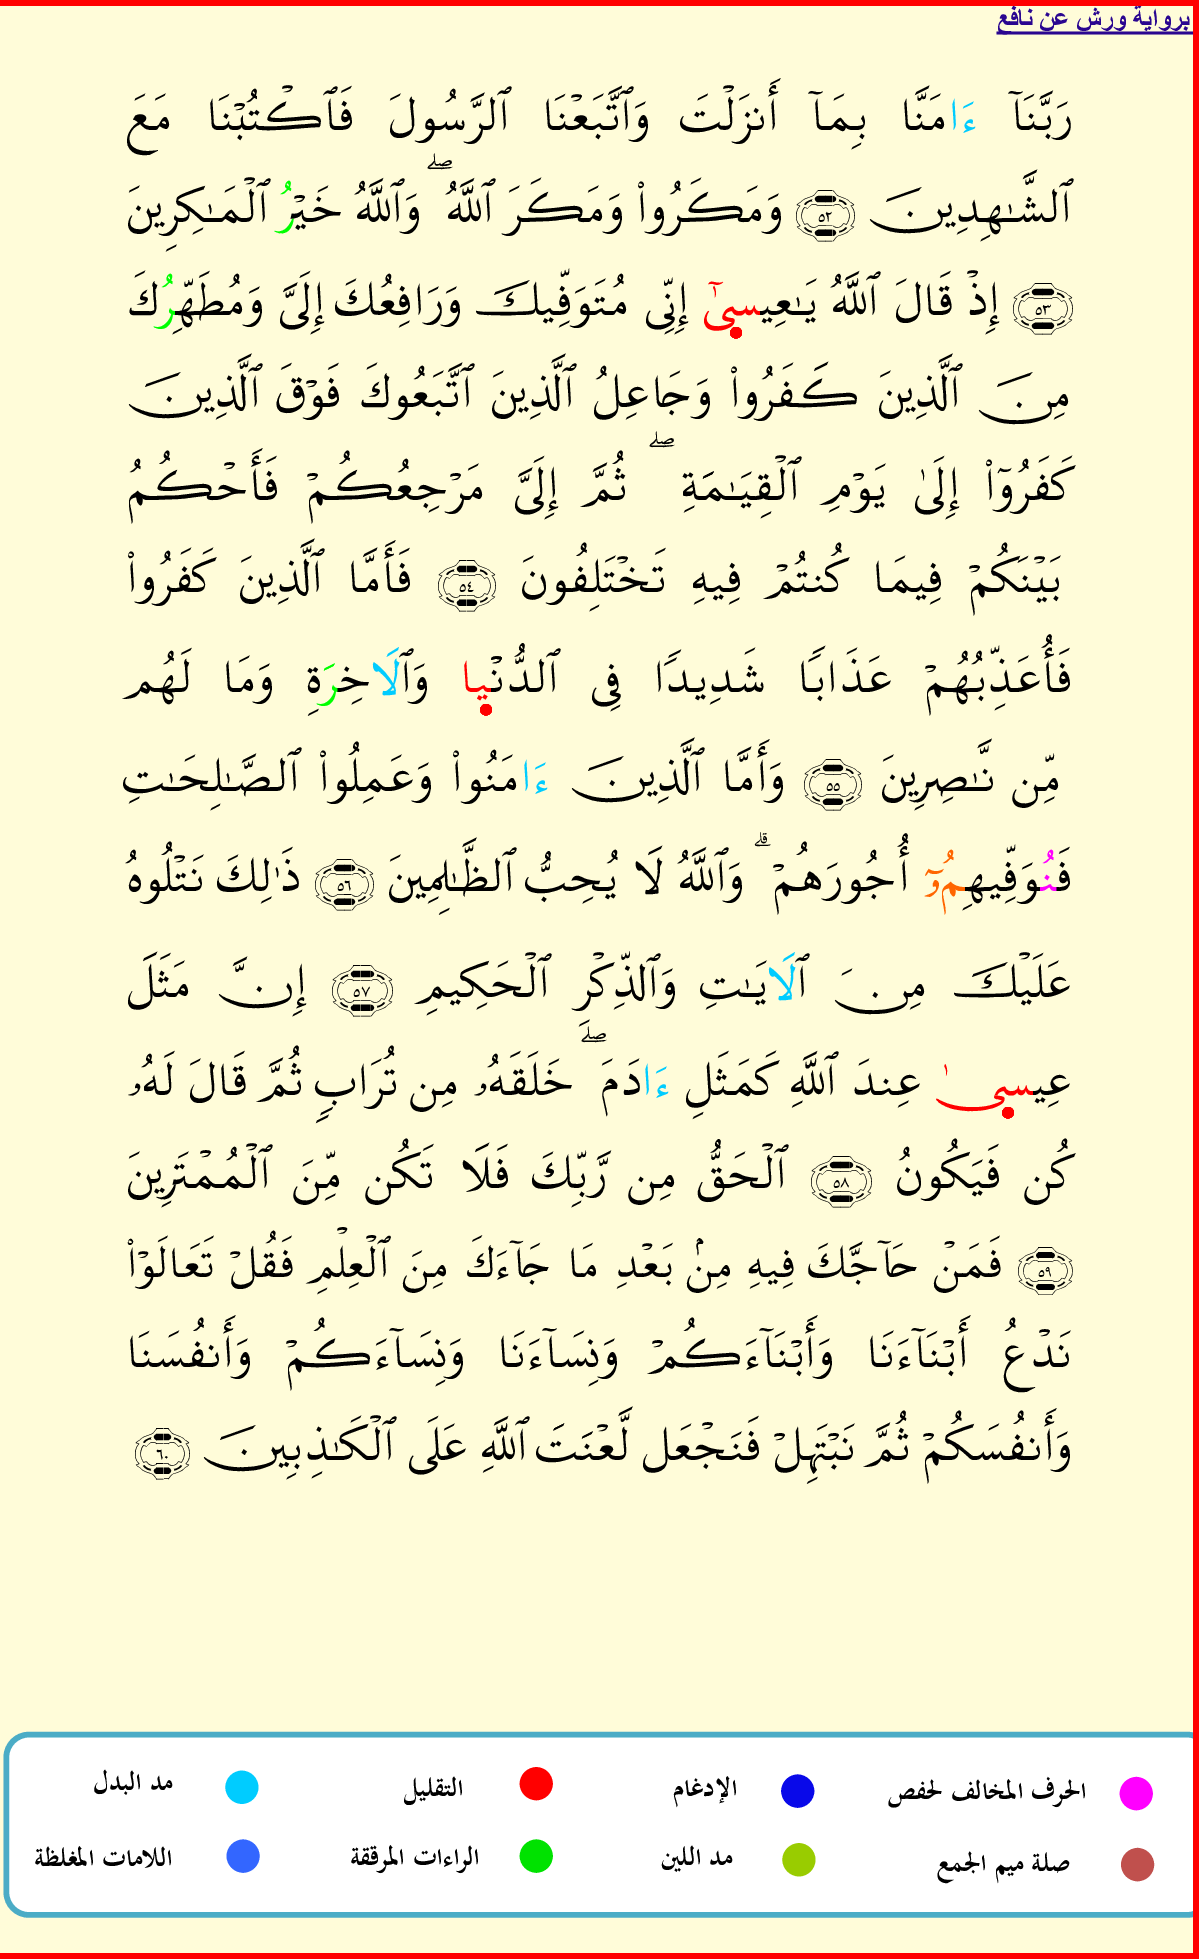 برواية ورش عن نافع
رَبَّنَآ ءَامَنَّا بِمَآ أَنزَلْتَ وَٱتَّبَعْنَا ٱلرَّسُولَ فَٱكْتُبْنَا مَعَ
ٱلشَّٰهِدِينَ ٥٢ وَمَكَرُوا۟ وَمَكَرَ ٱللَّهُ ۖ وَٱللَّهُ خَيْرُ ٱلْمَٰكِرِينَ
٥٣ إِذْ قَالَ ٱللَّهُ يَٰعِيسىٰٓ إِنِّى مُتَوَفِّيكَ وَرَافِعُكَ إِلَىَّ وَمُطَهِّرُكَ
مِنَ ٱلَّذِينَ كَفَرُوا۟ وَجَاعِلُ ٱلَّذِينَ ٱتَّبَعُوكَ فَوْقَ ٱلَّذِينَ
كَفَرُوٓا۟ إِلَىٰ يَوْمِ ٱلْقِيَٰمَةِ ۖ ثُمَّ إِلَىَّ مَرْجِعُكُمْ فَأَحْكُمُ
بَيْنَكُمْ فِيمَا كُنتُمْ فِيهِ تَخْتَلِفُونَ ٥٤ فَأَمَّا ٱلَّذِينَ كَفَرُوا۟
فَأُعَذِّبُهُمْ عَذَابًا شَدِيدًا فِى ٱلدُّنْيا وَٱلَاخِرَةِ وَمَا لَهُم
مِّن نَّٰصِرِينَ ٥٥ وَأَمَّا ٱلَّذِينَ ءَامَنُوا۟ وَعَمِلُوا۟ ٱلصَّٰلِحَٰتِ
فَنُوَفِّيهِمُۥٓ أُجُورَهُمْ ۗ وَٱللَّهُ لَا يُحِبُّ ٱلظَّٰلِمِينَ ٥٦ ذَٰلِكَ نَتْلُوهُ
عَلَيْكَ مِنَ ٱلَايَٰتِ وَٱلذِّكْرِ ٱلْحَكِيمِ ٥٧ إِنَّ مَثَلَ
عِيسىٰ عِندَ ٱللَّهِ كَمَثَلِ ءَادَمَ ۖ خَلَقَهُۥ مِن تُرَابٍ ثُمَّ قَالَ لَهُۥ
كُن فَيَكُونُ ٥٨ ٱلْحَقُّ مِن رَّبِّكَ فَلَا تَكُن مِّنَ ٱلْمُمْتَرِينَ
٥٩ فَمَنْ حَآجَّكَ فِيهِ مِنۢ بَعْدِ مَا جَآءَكَ مِنَ ٱلْعِلْمِ فَقُلْ تَعَالَوْا۟
نَدْعُ أَبْنَآءَنَا وَأَبْنَآءَكُمْ وَنِسَآءَنَا وَنِسَآءَكُمْ وَأَنفُسَنَا
وَأَنفُسَكُمْ ثُمَّ نَبْتَهِلْ فَنَجْعَل لَّعْنَتَ ٱللَّهِ عَلَى ٱلْكَٰذِبِينَ ٦٠
الحرف المخالف لحفص الإدغام التقليل مد البدل
صلة ميم الجمع مد اللين الراءات المرققة اللامات المغلظة